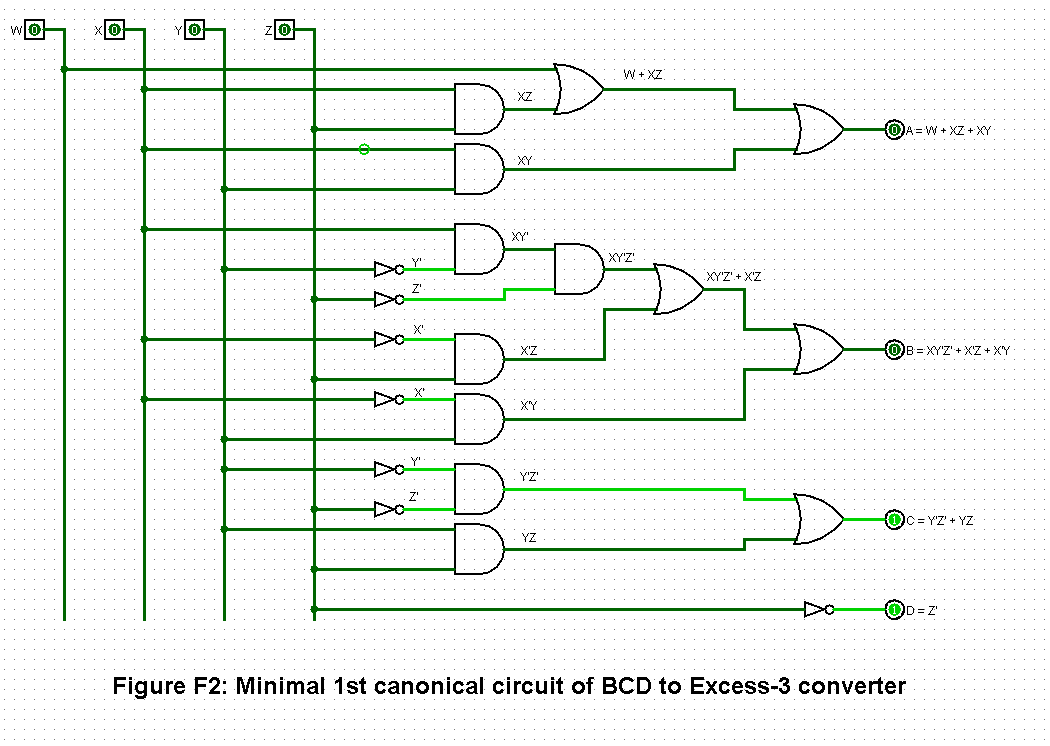 W 0 X 0 Y 0 Z 0
W + XZ
XZ
A = W + XZ + XY
0
XY
XY'
XY'Z'
Y'
XY'Z' + X'Z
Z'
X'
X'Z
0
B = XY'Z' + X'Z + X'Y
X'
X'Y
Y'
Y'Z'
Z'
1
C = Y'Z' + YZ
YZ
1
D = Z'
Figure F2: Minimal 1st canonical circuit of BCD to Excess-3 converter